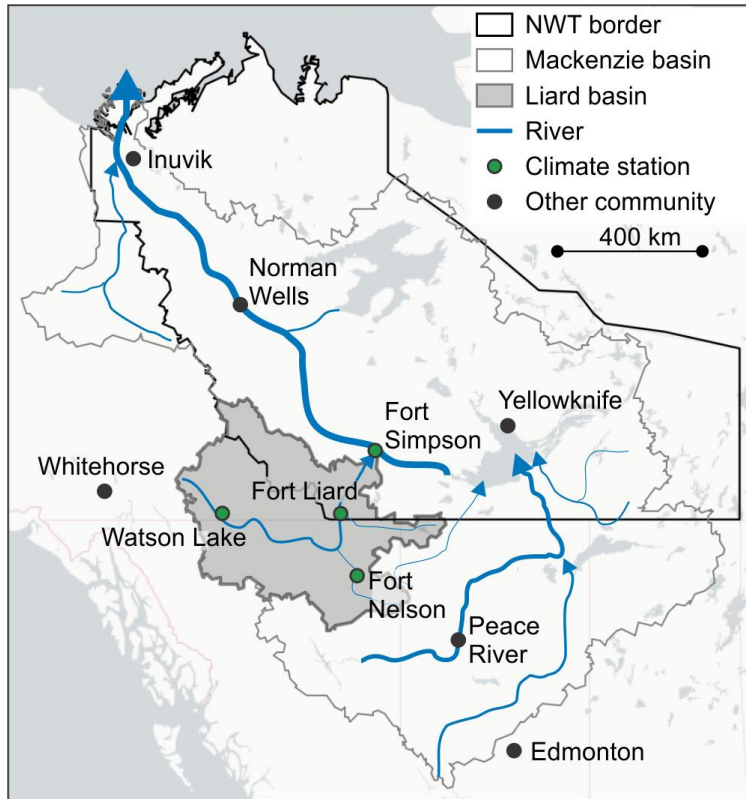 NWT border
Mackenzie basin
Liard basin
River
Climate station
Other community
400 km
Inuvik
Norman
Wells
Yellowknife
Fort
Simpson
Whitehorse
Fort Liard
Watson Lake
Fort
Nelson
Peace
River
Edmonton